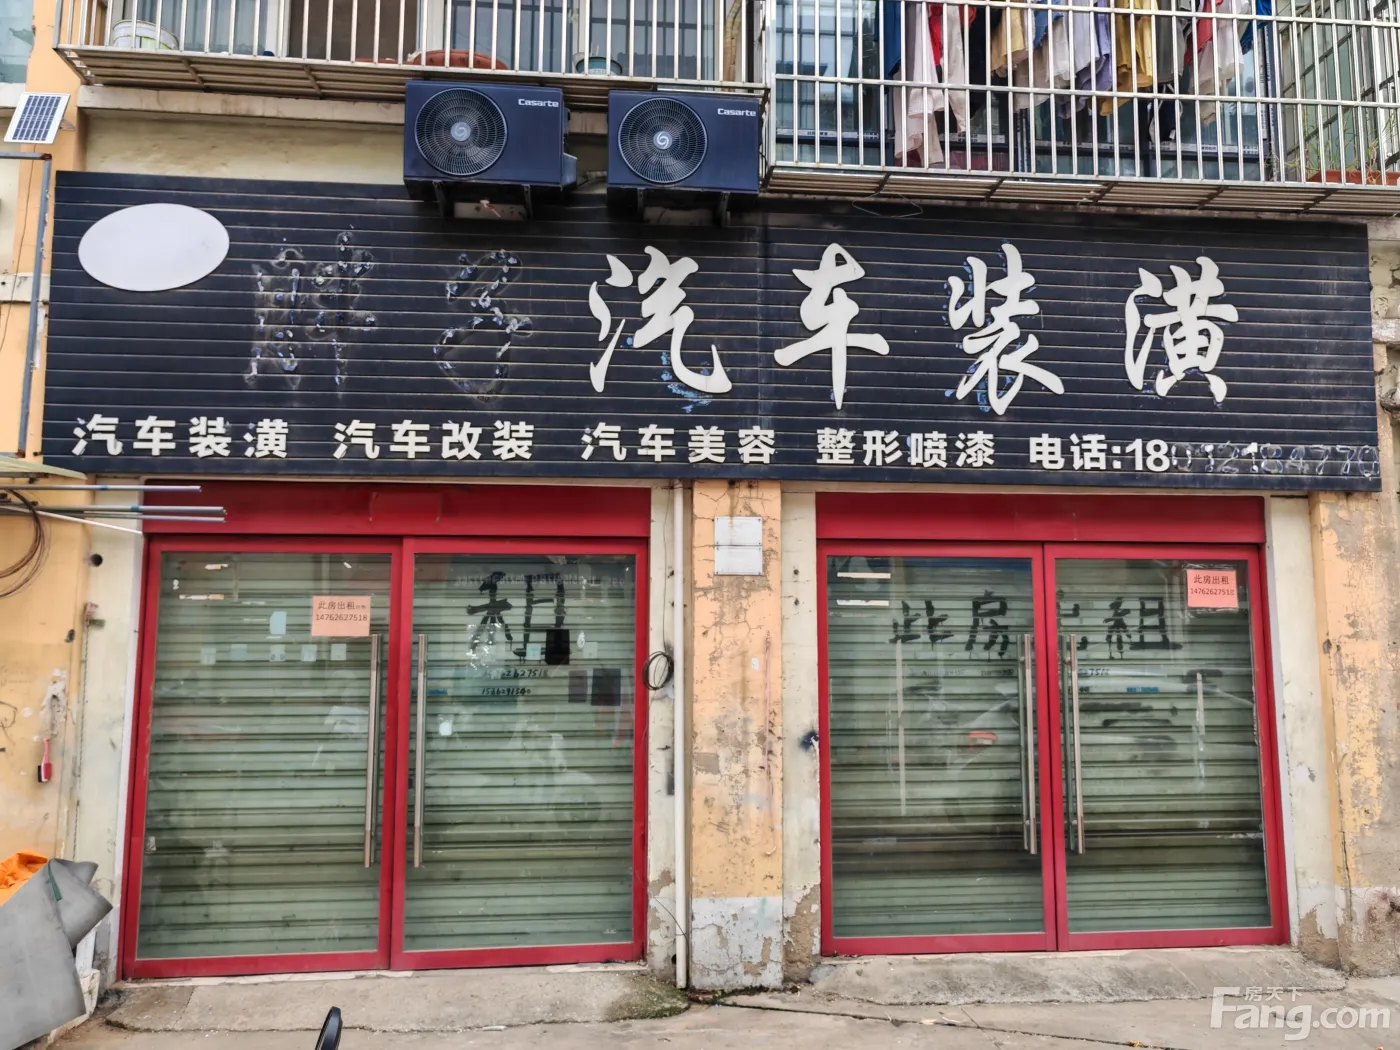 Casarte
Casarte
汽车装潢
汽车装潢 汽车改装 汽车美容 整形喷漆 电话:18
此房出租
14762627518
租
此房出租
此房出租
1476262751
房天下
Fang.com